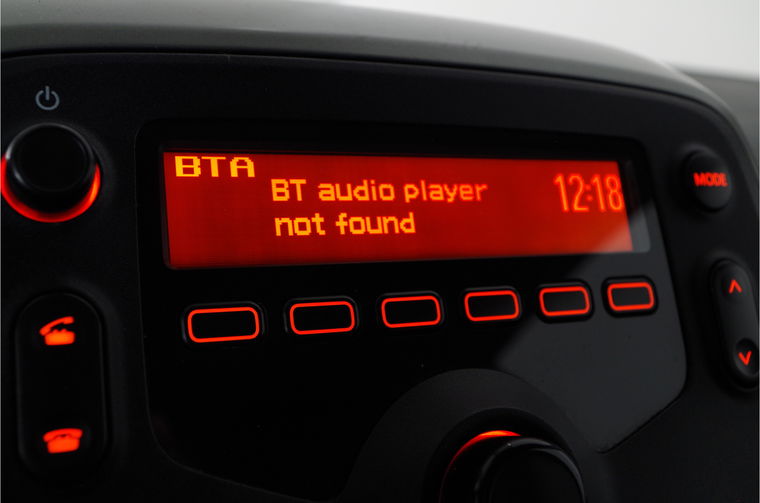 BTA
BT audio player
not found
12:18
MODE